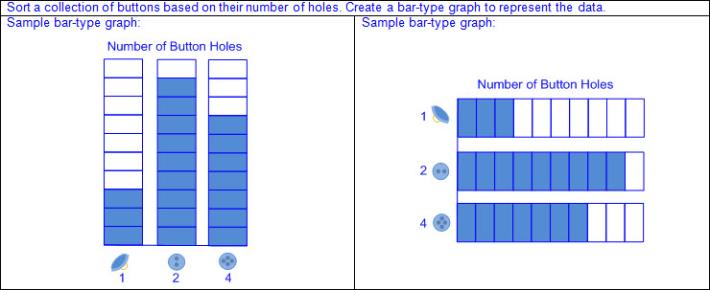 Sort a collection of buttons based on their number of holes. Create a bar-type graph to represent the data.
Sample bar-type graph:
Number of Button Holes
1 2 4
Sample bar-type graph:
Number of Button Holes
1
2
4